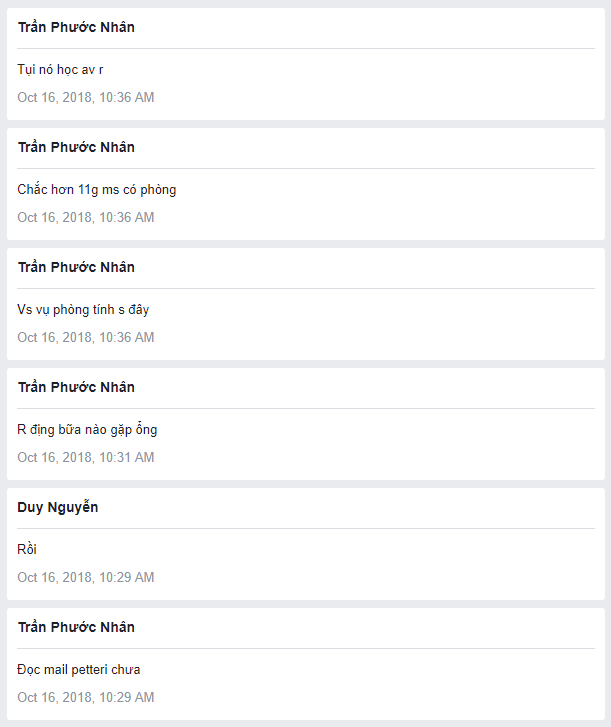 Trần Phước Nhân
Tụi nó học av r
Oct 16, 2018, 10:36 AM
Trần Phước Nhân
Chắc hơn 11g ms có phòng
Oct 16, 2018, 10:36 AM
Trần Phước Nhân
Vs vụ phòng tính s đây
Oct 16, 2018, 10:36 AM
Trần Phước Nhân
R định bữa nào gặp ổng
Oct 16, 2018, 10:31 AM
Duy Nguyễn
Rồi
Oct 16, 2018, 10:29 AM
Trần Phước Nhân
Đọc mail petteri chưa
Oct 16, 2018, 10:29 AM